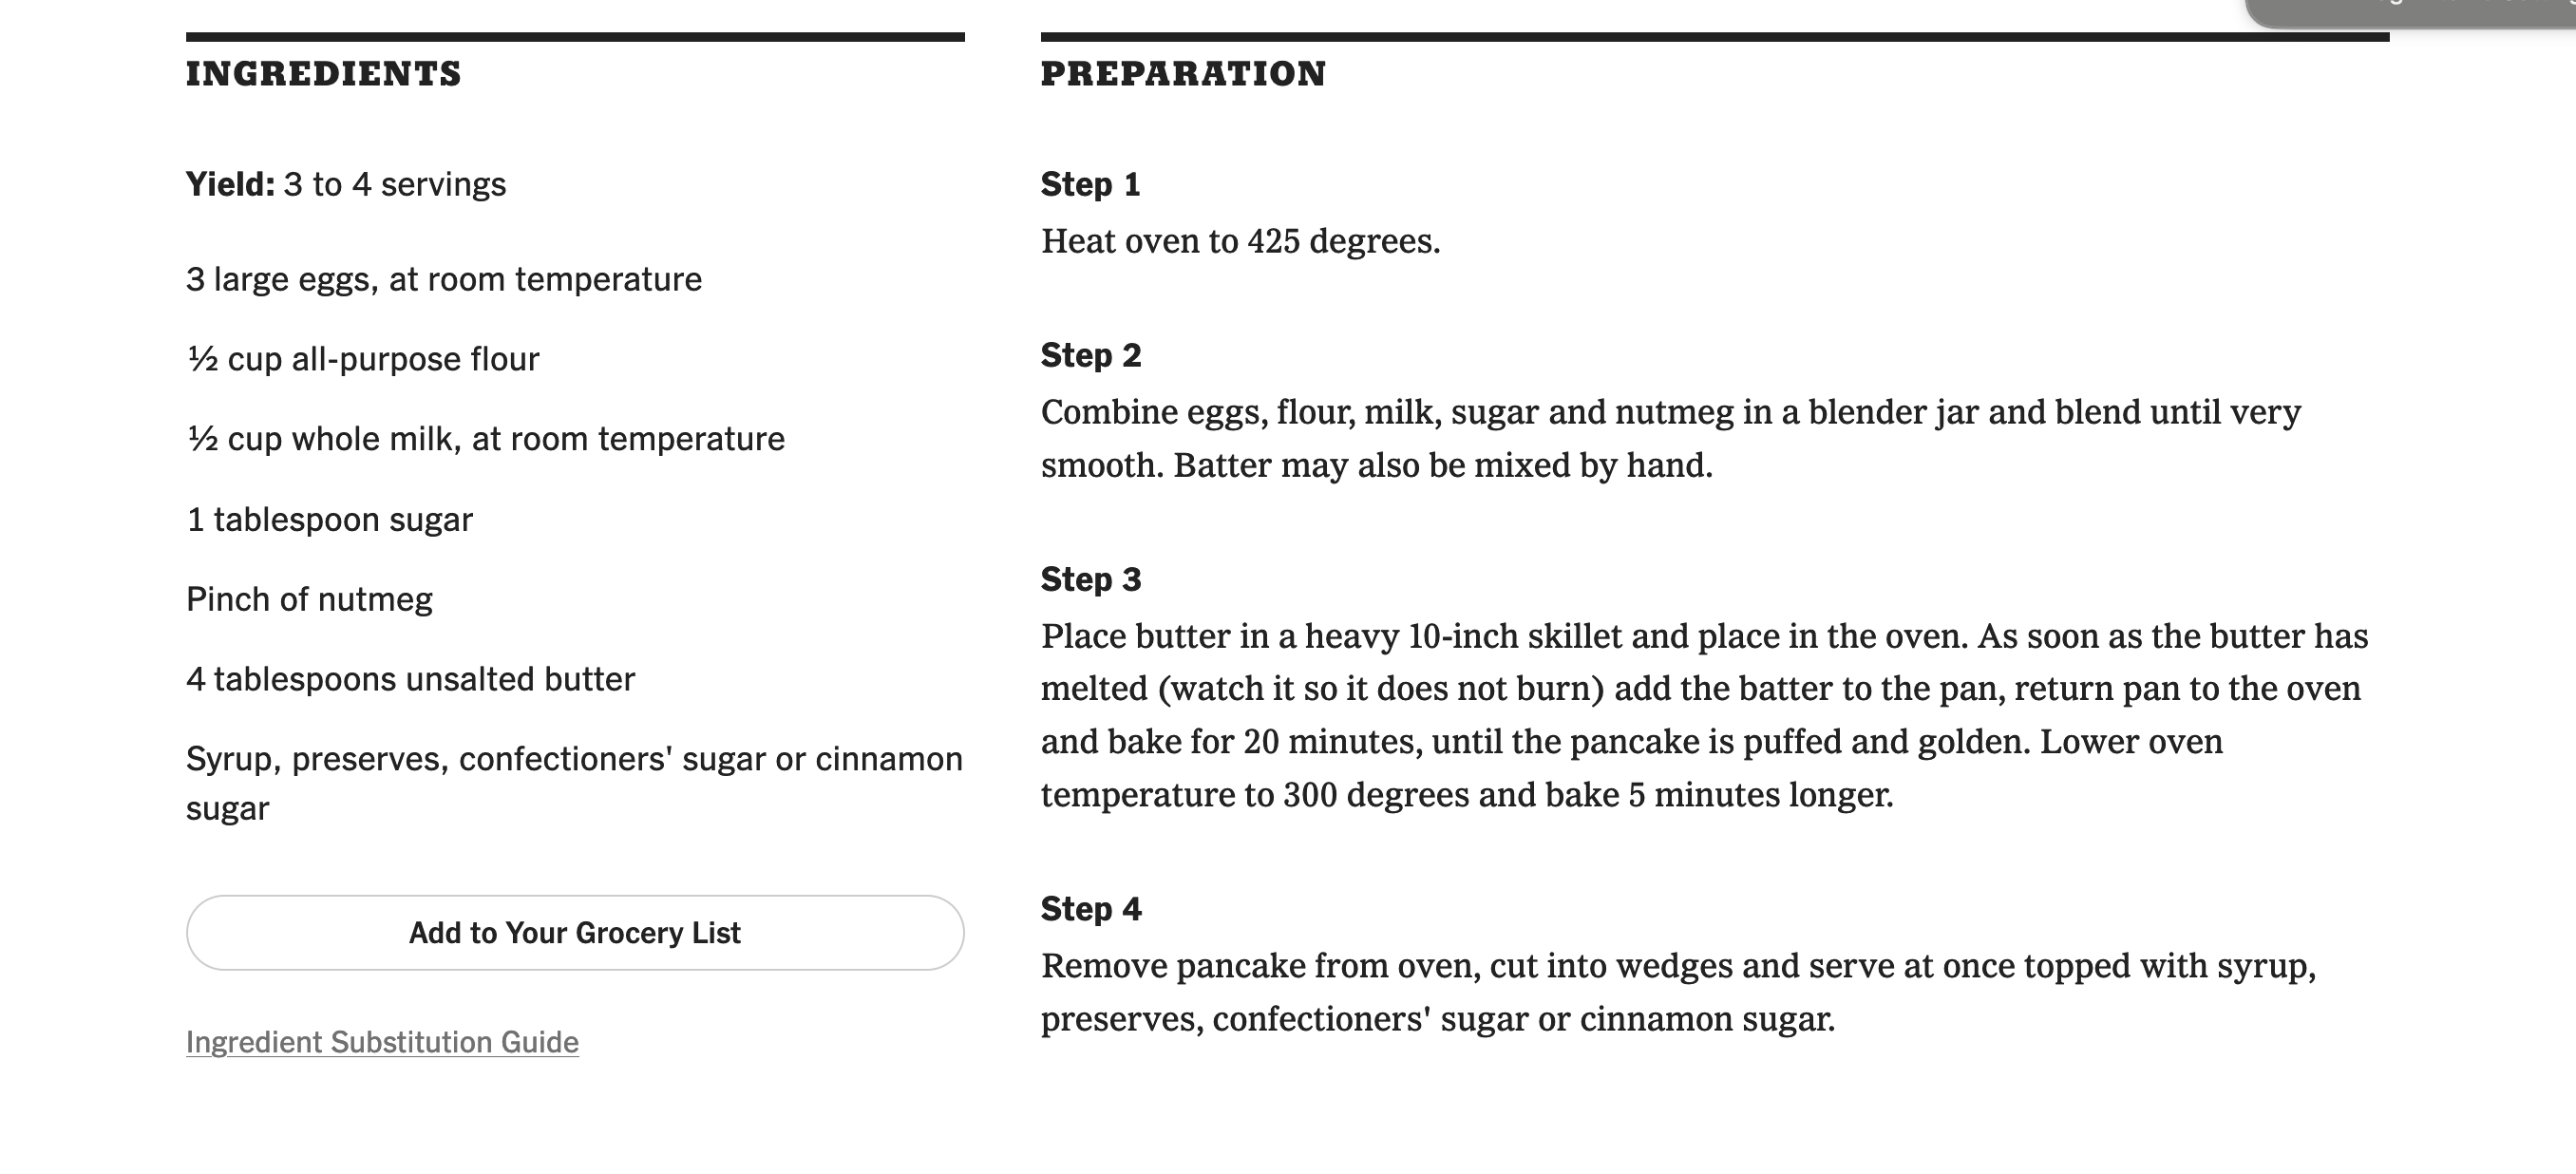 INGREDIENTS
Yield: 3 to 4 servings
3 large eggs, at room temperature
½ cup all-purpose flour
½ cup whole milk, at room temperature
1 tablespoon sugar
Pinch of nutmeg
4 tablespoons unsalted butter
Syrup, preserves, confectioners' sugar or cinnamon
sugar
Add to Your Grocery List
Ingredient Substitution Guide
PREPARATION
Step 1
Heat oven to 425 degrees.
Step 2
Combine eggs, flour, milk, sugar and nutmeg in a blender jar and blend until very
smooth. Batter may also be mixed by hand.
Step 3
Place butter in a heavy 10-inch skillet and place in the oven. As soon as the butter has
melted (watch it so it does not burn) add the batter to the pan, return pan to the oven
and bake for 20 minutes, until the pancake is puffed and golden. Lower oven
temperature to 300 degrees and bake 5 minutes longer.
Step 4
Remove pancake from oven, cut into wedges and serve at once topped with syrup,
preserves, confectioners' sugar or cinnamon sugar.